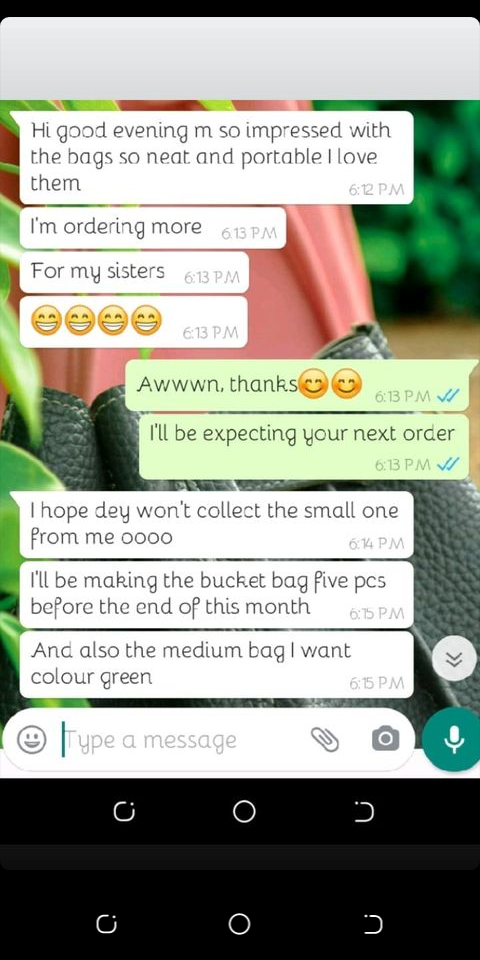 Hi good evening m so impressed with
the bags so neat and portable I love
them
6:12 PM
I'm ordering more 6:13 PM
For my sisters 6:13 PM
😁😁😁😁 6:13 PM
Awwwn, thanks😊😊 6:13 PM
I'll be expecting your next order
6:13 PM
I hope dey won't collect the small one
from me oooo 6:14 PM
I'll be making the bucket bag five pcs
before the end of this month 6:15 PM
And also the medium bag I want
colour green 6:15 PM
Type a message